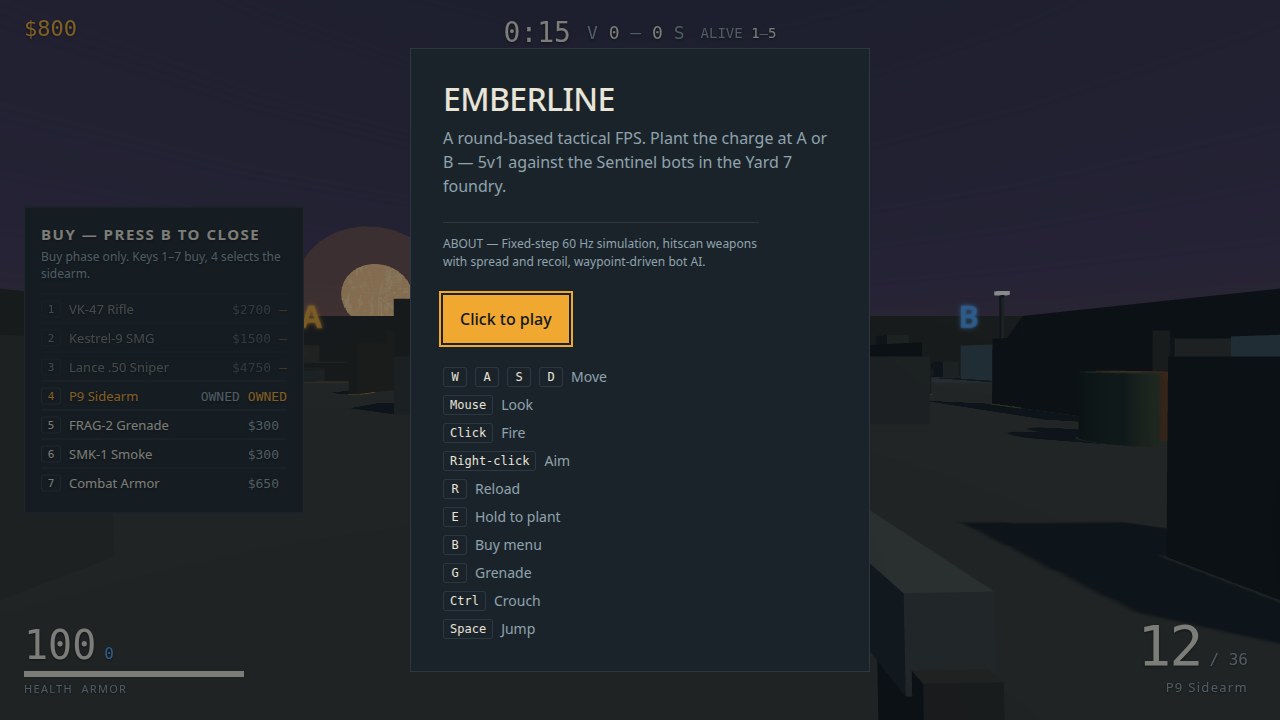 $800
0:15 V 0 — 0 S ALIVE 1–5
EMBERLINE
A round-based tactical FPS. Plant the charge at A or
B — 5v1 against the Sentinel bots in the Yard 7
foundry.
ABOUT — Fixed-step 60 Hz simulation, hitscan weapons
with spread and recoil, waypoint-driven bot AI.
Click to play
W A S D Move
Mouse Look
Click Fire
Right-click Aim
R Reload
E Hold to plant
B Buy menu
G Grenade
Ctrl Crouch
Space Jump
BUY — PRESS B TO CLOSE
Buy phase only. Keys 1–7 buy, 4 selects the
sidearm.
1 VK-47 Rifle $2700 —
2 Kestrel-9 SMG $1500 —
3 Lance .50 Sniper $4750 —
4 P9 Sidearm OWNED OWNED
5 FRAG-2 Grenade $300
6 SMK-1 Smoke $300
7 Combat Armor $650
A
B
100 0
HEALTH ARMOR
12 / 36
P9 Sidearm